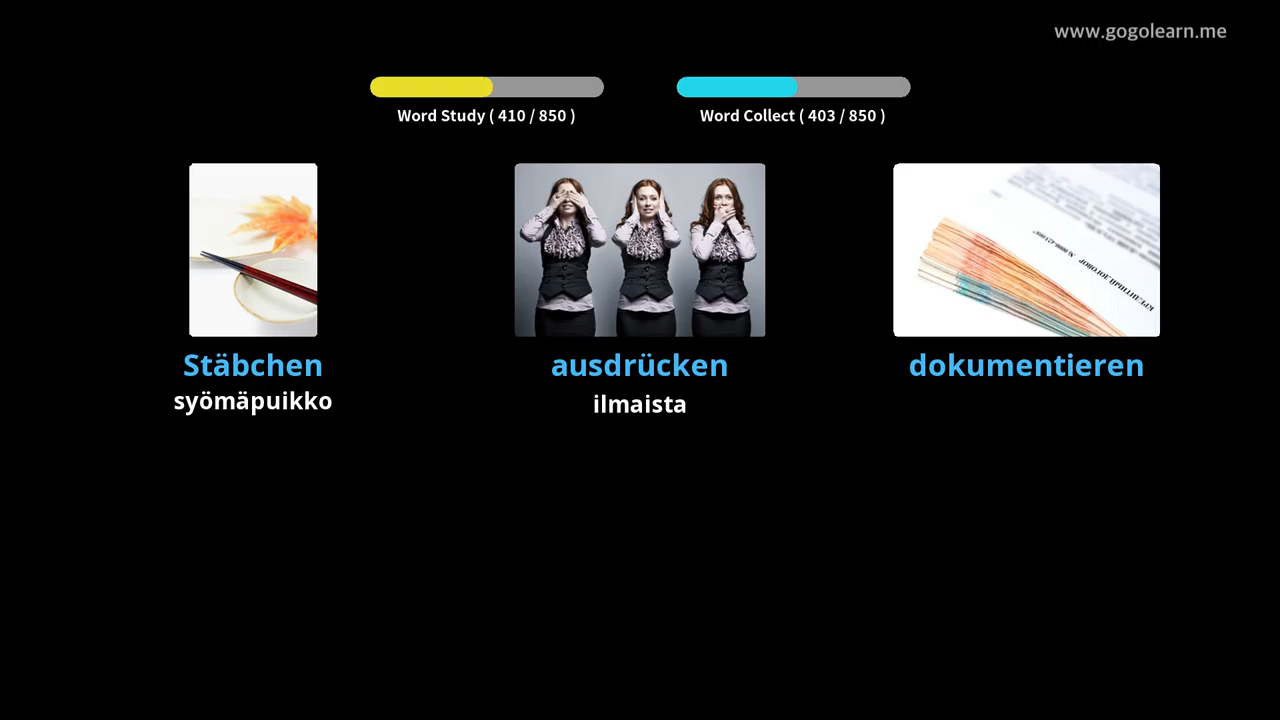 www.gogolearn.me
Word Study ( 410 / 850 )
Word Collect ( 403 / 850 )
Stäbchen
syömäpuikko
ausdrücken
ilmaista
dokumentieren